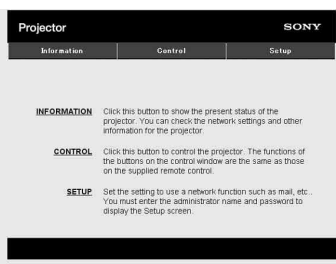 Projector SONY
Information Control Setup
INFORMATION Click this button to show the present status of the
projector. You can check the network settings and other
information for the projector.
CONTROL Click this button to control the projector. The functions of
the buttons on the control window are the same as those
on the supplied remote control.
SETUP Set the setting to use a network function such as mail, etc..
You must enter the administrator name and password to
display the Setup screen.